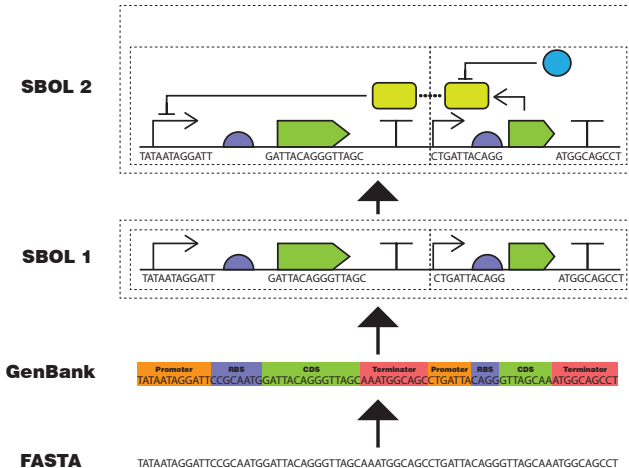 SBOL 2
TATAATAGGATT GATTACAGGGTTAGC CTGATTACAGG ATGGCAGCCT
SBOL 1
TATAATAGGATT GATTACAGGGTTAGC CTGATTACAGG ATGGCAGCCT
Promoter RBS CDS Terminator Promoter RBS CDS Terminator
GenBank
TATAATAGGATTCCGCAATGGATTACAGGGTTAGCAAATGGCAGCCTGATTACAGGGTTAGCAAATGGCAGCCT
FASTA
TATAATAGGATTCCGCAATGGATTACAGGGTTAGCAAATGGCAGCCTGATTACAGGGTTAGCAAATGGCAGCCT